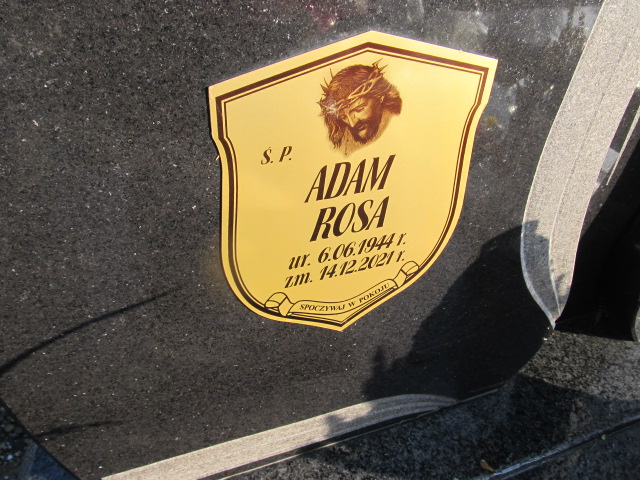 Ś. P.
ADAM
ROSA
ur. 6.06.1944 r.
zm. 14.12.2021 r.
SPOCZYWAJ W POKOJU